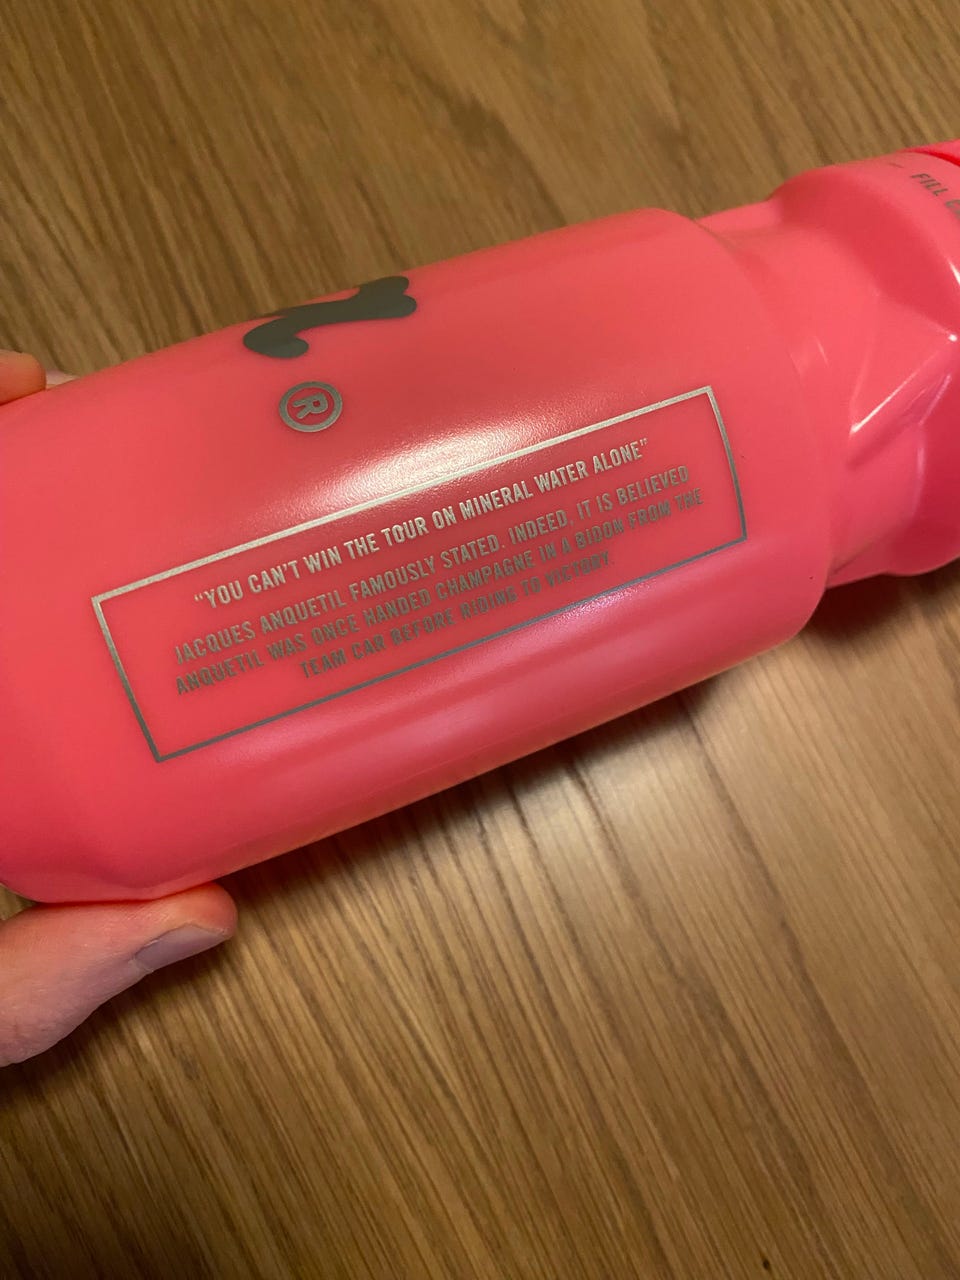 ®
"YOU CAN'T WIN THE TOUR ON MINERAL WATER ALONE"
JACQUES ANQUETIL FAMOUSLY STATED. INDEED, IT IS BELIEVED
ANQUETIL WAS ONCE HANDED CHAMPAGNE IN A BIDON FROM THE
TEAM CAR BEFORE RIDING TO VICTORY.
FILL